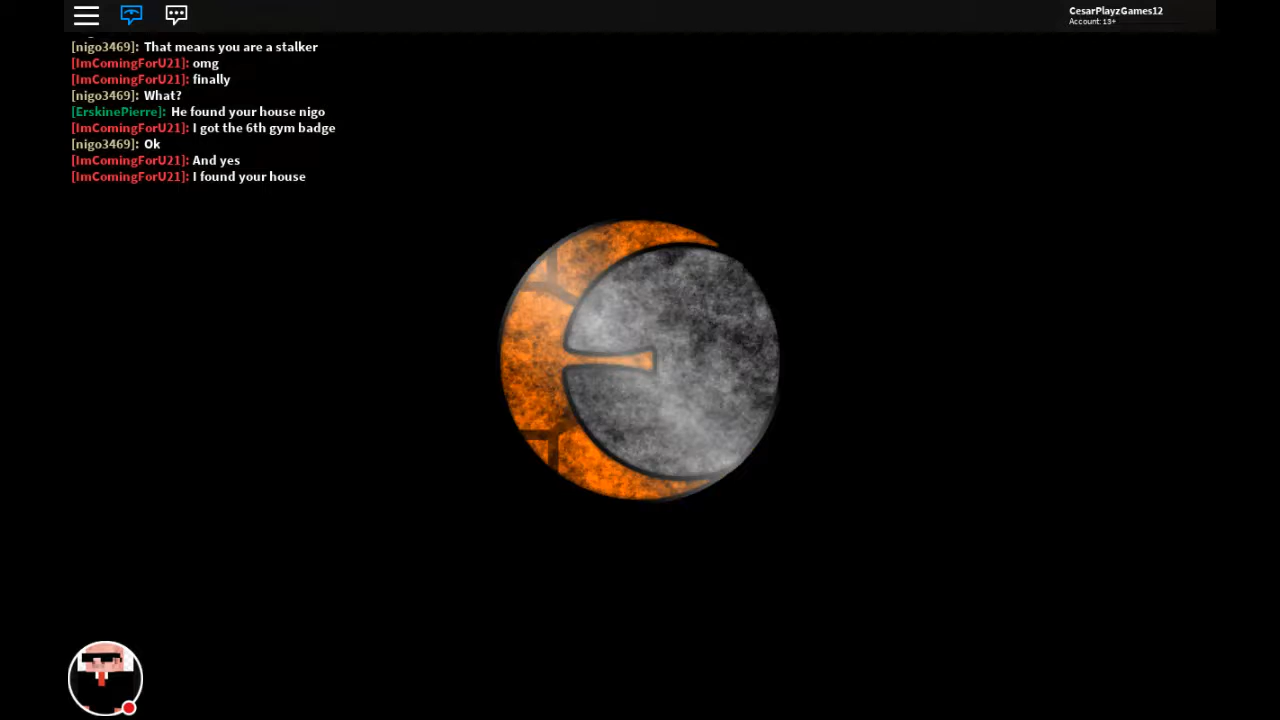 CesarPlayzGames12
Account: 13+
[nigo3469]: That means you are a stalker
[ImComingForU21]: omg
[ImComingForU21]: finally
[nigo3469]: What?
[ErskinePierre]: He found your house nigo
[ImComingForU21]: I got the 6th gym badge
[nigo3469]: Ok
[ImComingForU21]: And yes
[ImComingForU21]: I found your house